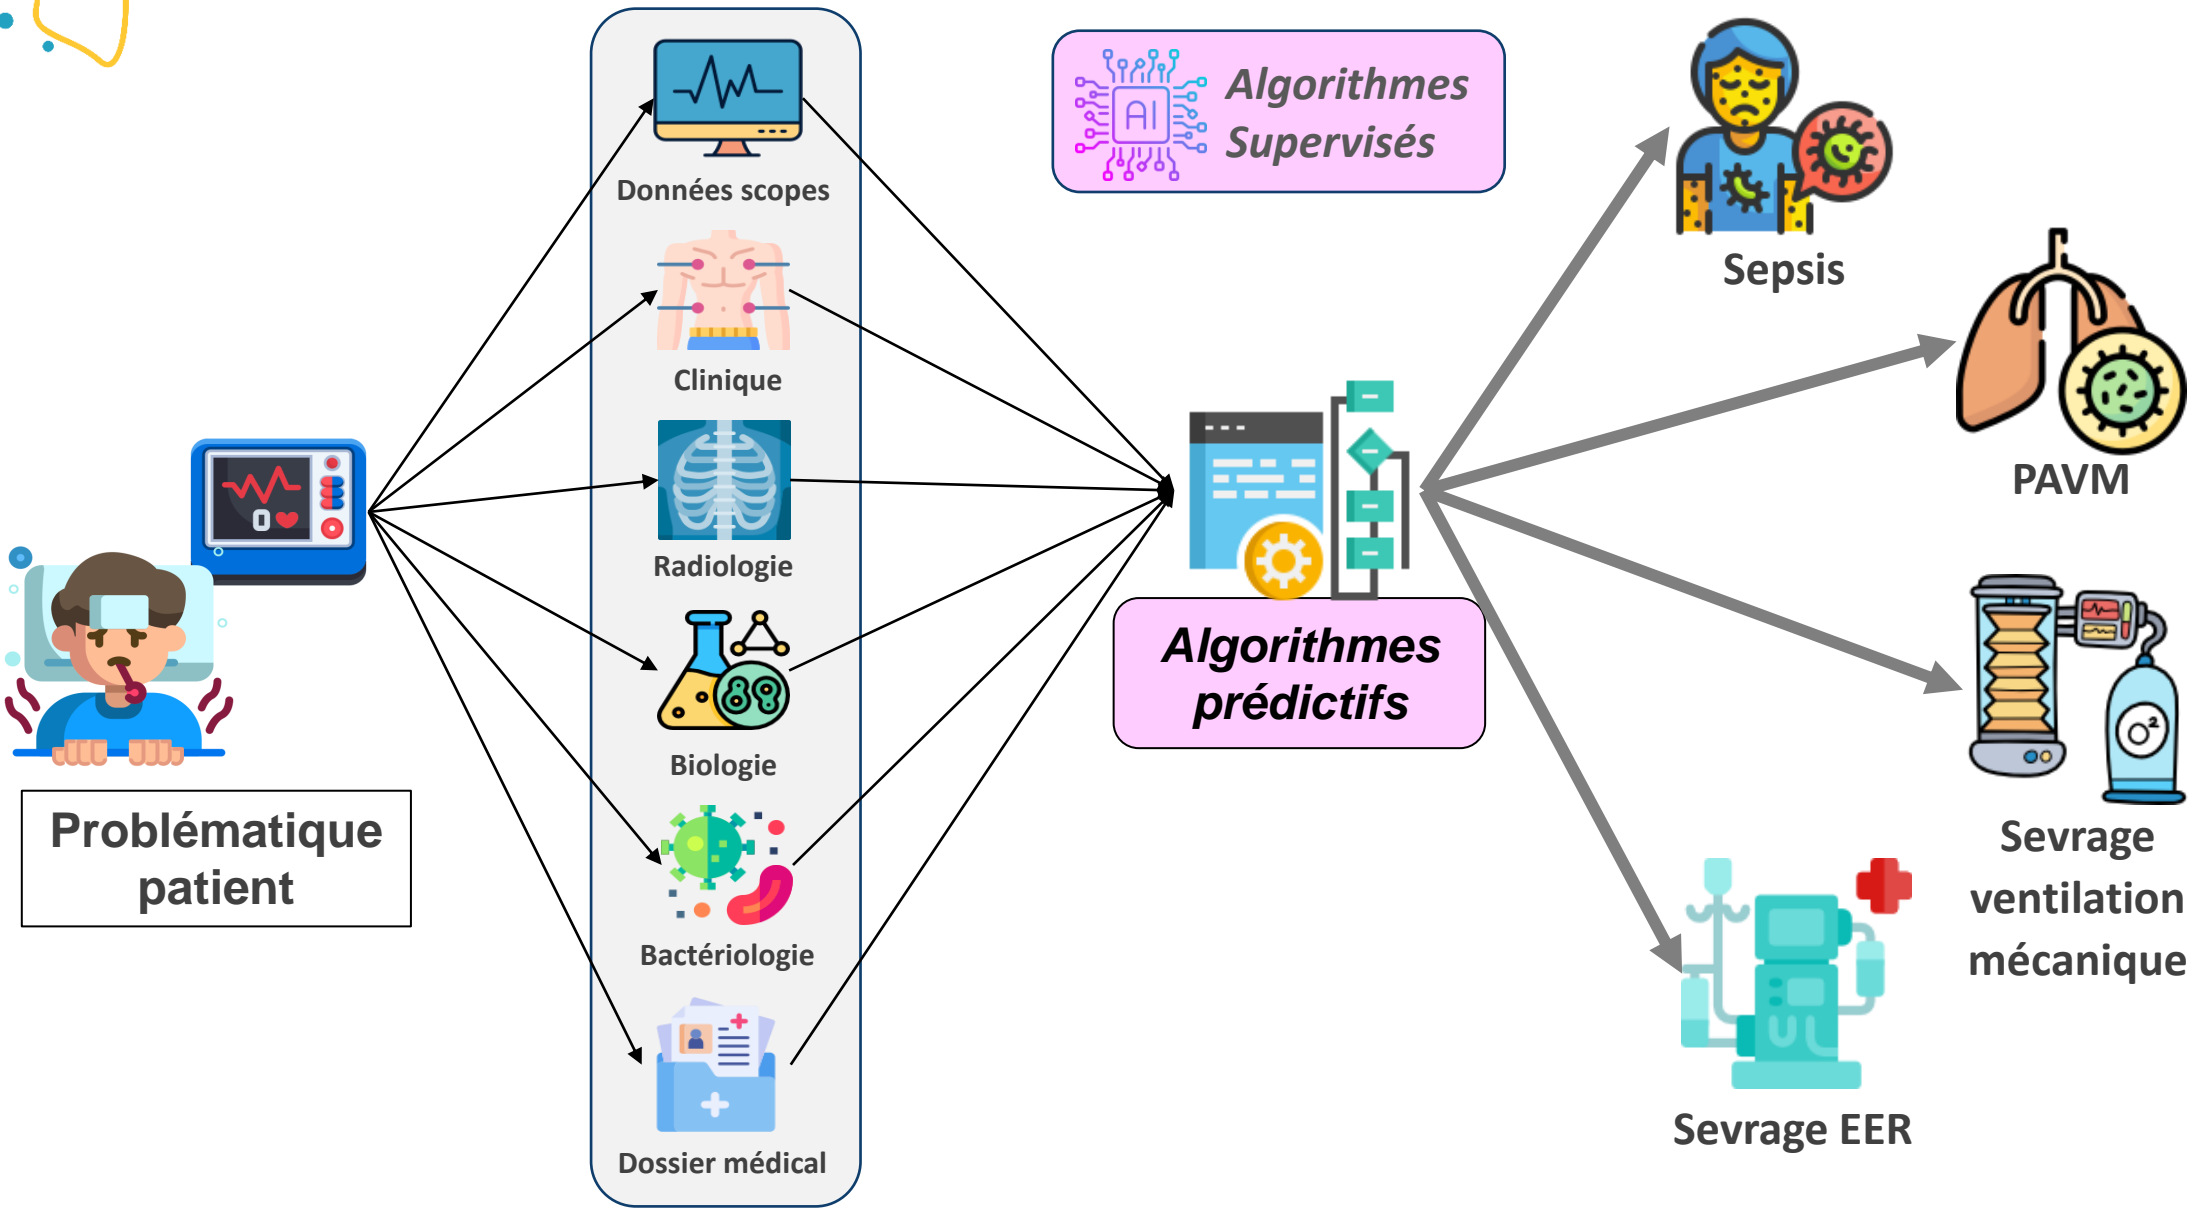 Problématique
patient
Données scopes
Clinique
Radiologie
Biologie
Bactériologie
Dossier médical
AI
Algorithmes
Supervisés
Algorithmes
prédictifs
Sepsis
PAVM
O²
Sevrage
ventilation
mécanique
Sevrage EER